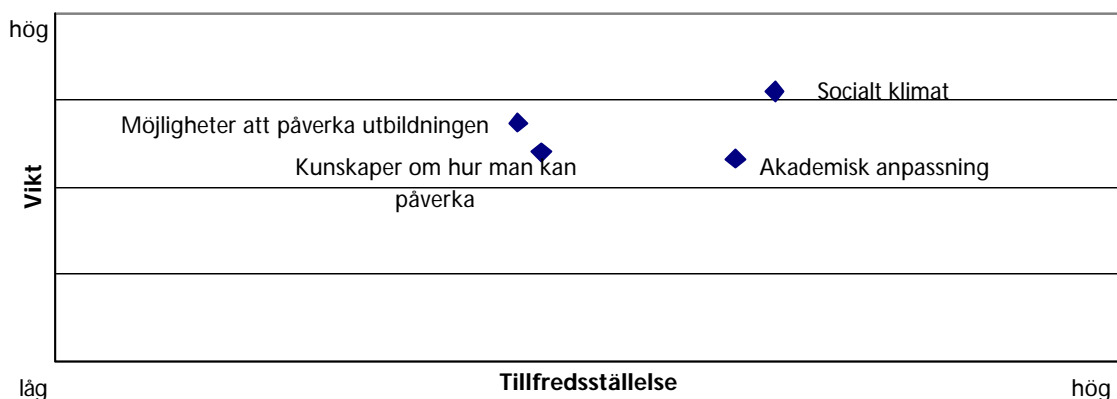 hög
Socialt klimat
Möjligheter att påverka utbildningen
Kunskaper om hur man kan
påverka
Akademisk anpassning
Vikt
låg
Tillfredsställelse
hög